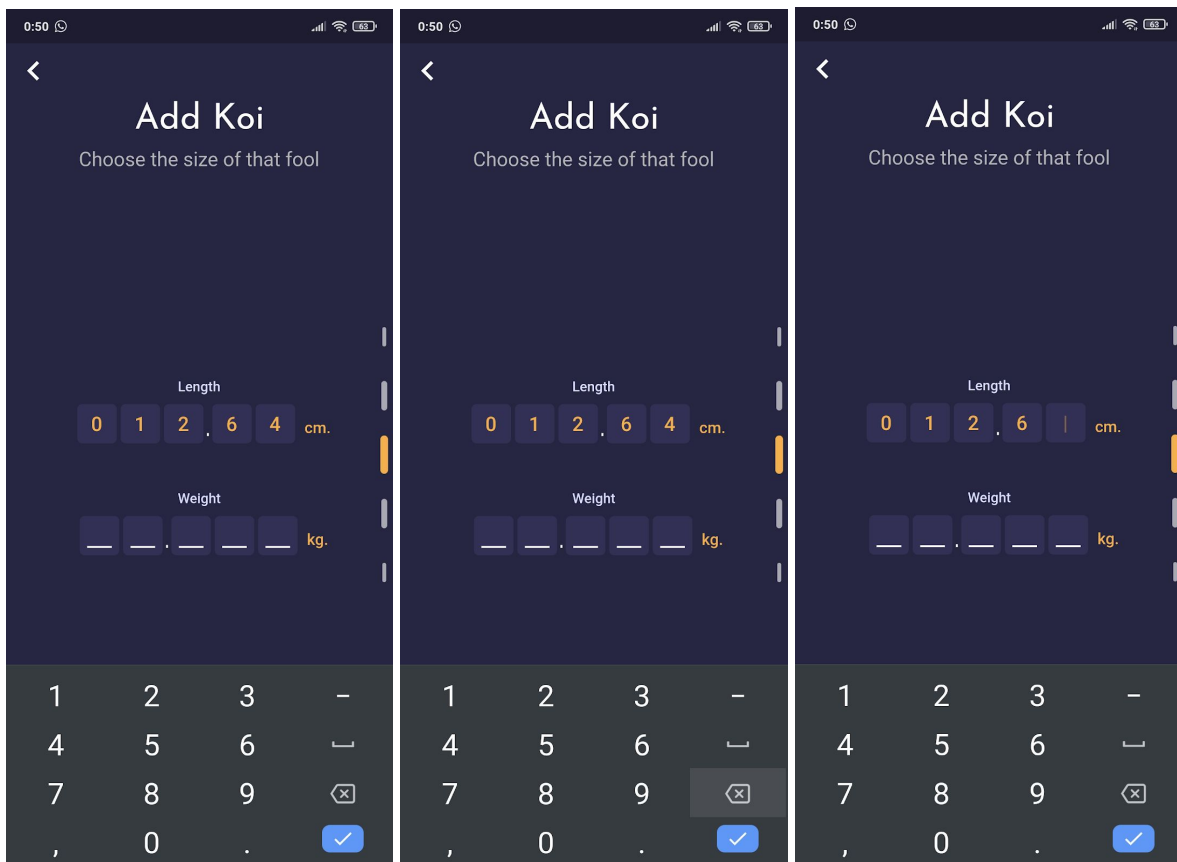 0:50 63
Add Koi
Choose the size of that fool
Length
0 1 2 . 6 4 cm.
Weight
_ _ . _ _ _ kg.
1 2 3 -
4 5 6
7 8 9
, 0 .
0:50 63
Add Koi
Choose the size of that fool
Length
0 1 2 . 6 4 cm.
Weight
_ _ . _ _ _ kg.
1 2 3 -
4 5 6
7 8 9
, 0 .
0:50 63
Add Koi
Choose the size of that fool
Length
0 1 2 . 6 | cm.
Weight
_ _ . _ _ _ kg.
1 2 3 -
4 5 6
7 8 9
, 0 .